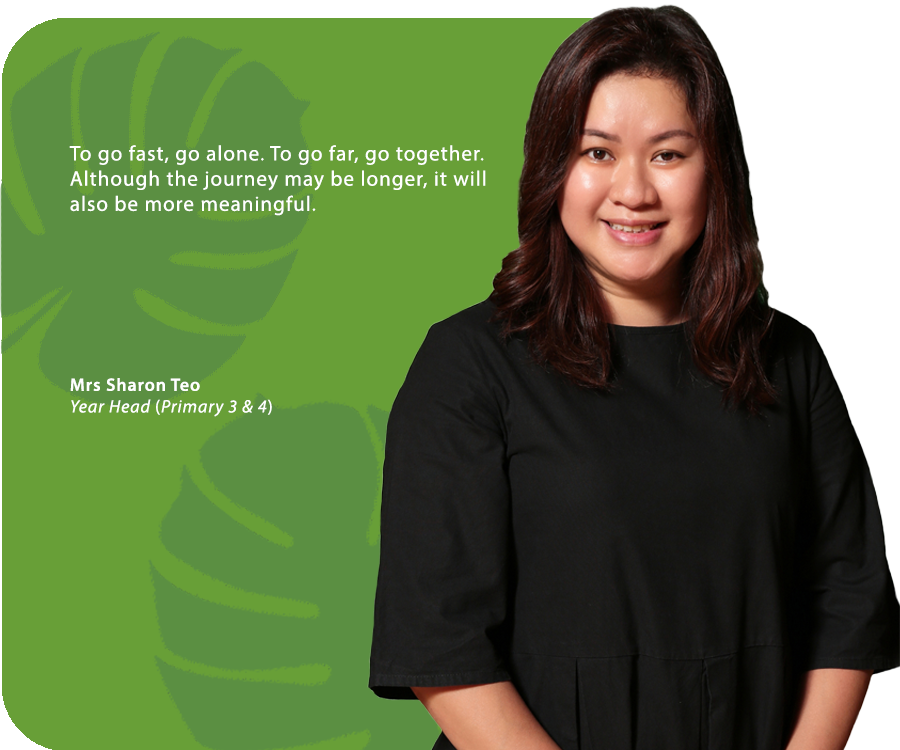 To go fast, go alone. To go far, go together.
Although the journey may be longer, it will
also be more meaningful.
Mrs Sharon Teo
Year Head (Primary 3 & 4)